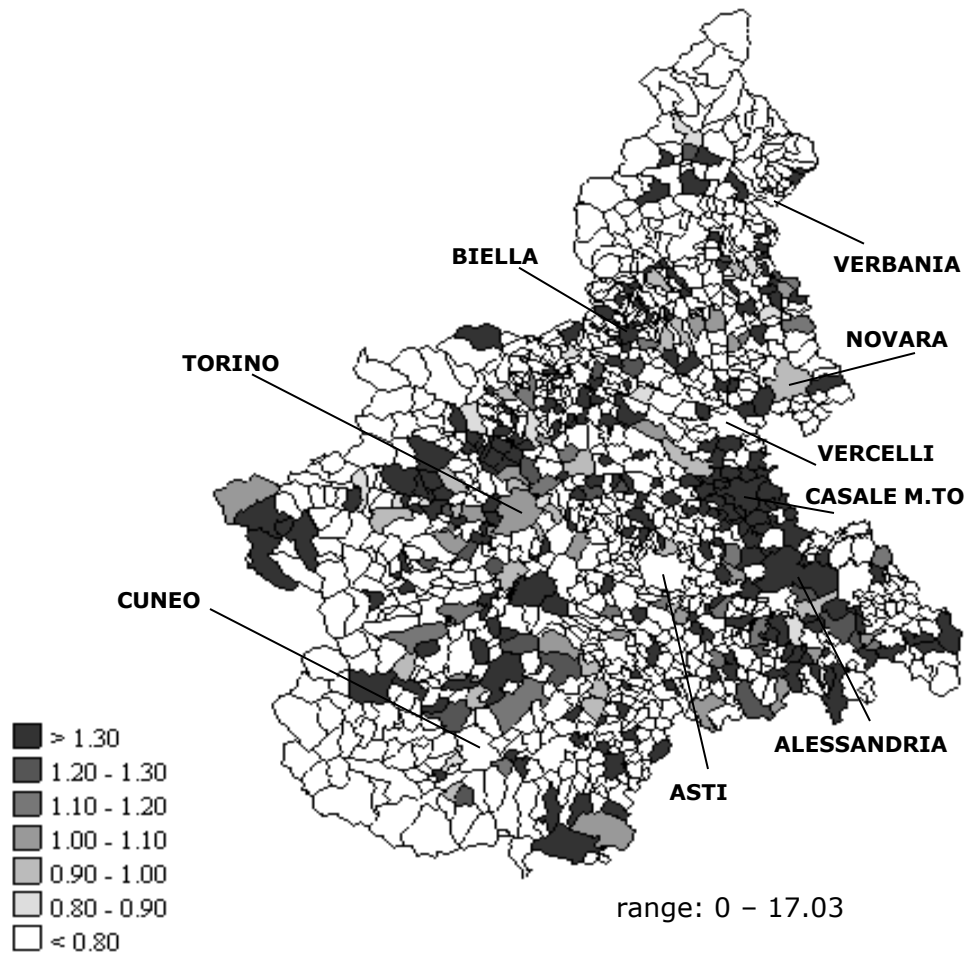 BIELLA
VERBANIA
NOVARA
TORINO
VERCELLI
CASALE M.TO
CUNEO
ALESSANDRIA
ASTI
> 1.30
1.20 - 1.30
1.10 - 1.20
1.00 - 1.10
0.90 - 1.00
0.80 - 0.90
< 0.80
range: 0 – 17.03